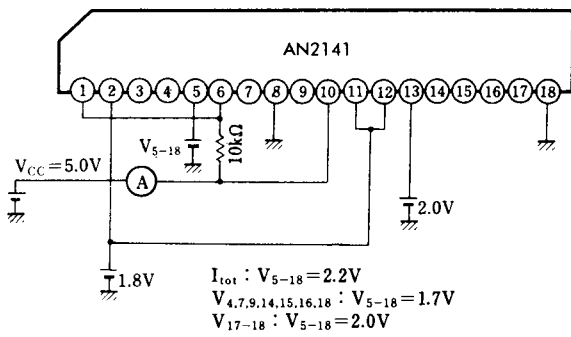 AN2141
1 2 3 4 5 6 7 8 9 10 11 12 13 14 15 16 17 18
V5-18
10kΩ
VCC=5.0V
A
2.0V
1.8V
Itot : V5-18=2.2V
V4,7,9,14,15,16,18 : V5-18=1.7V
V17-18 : V5-18=2.0V